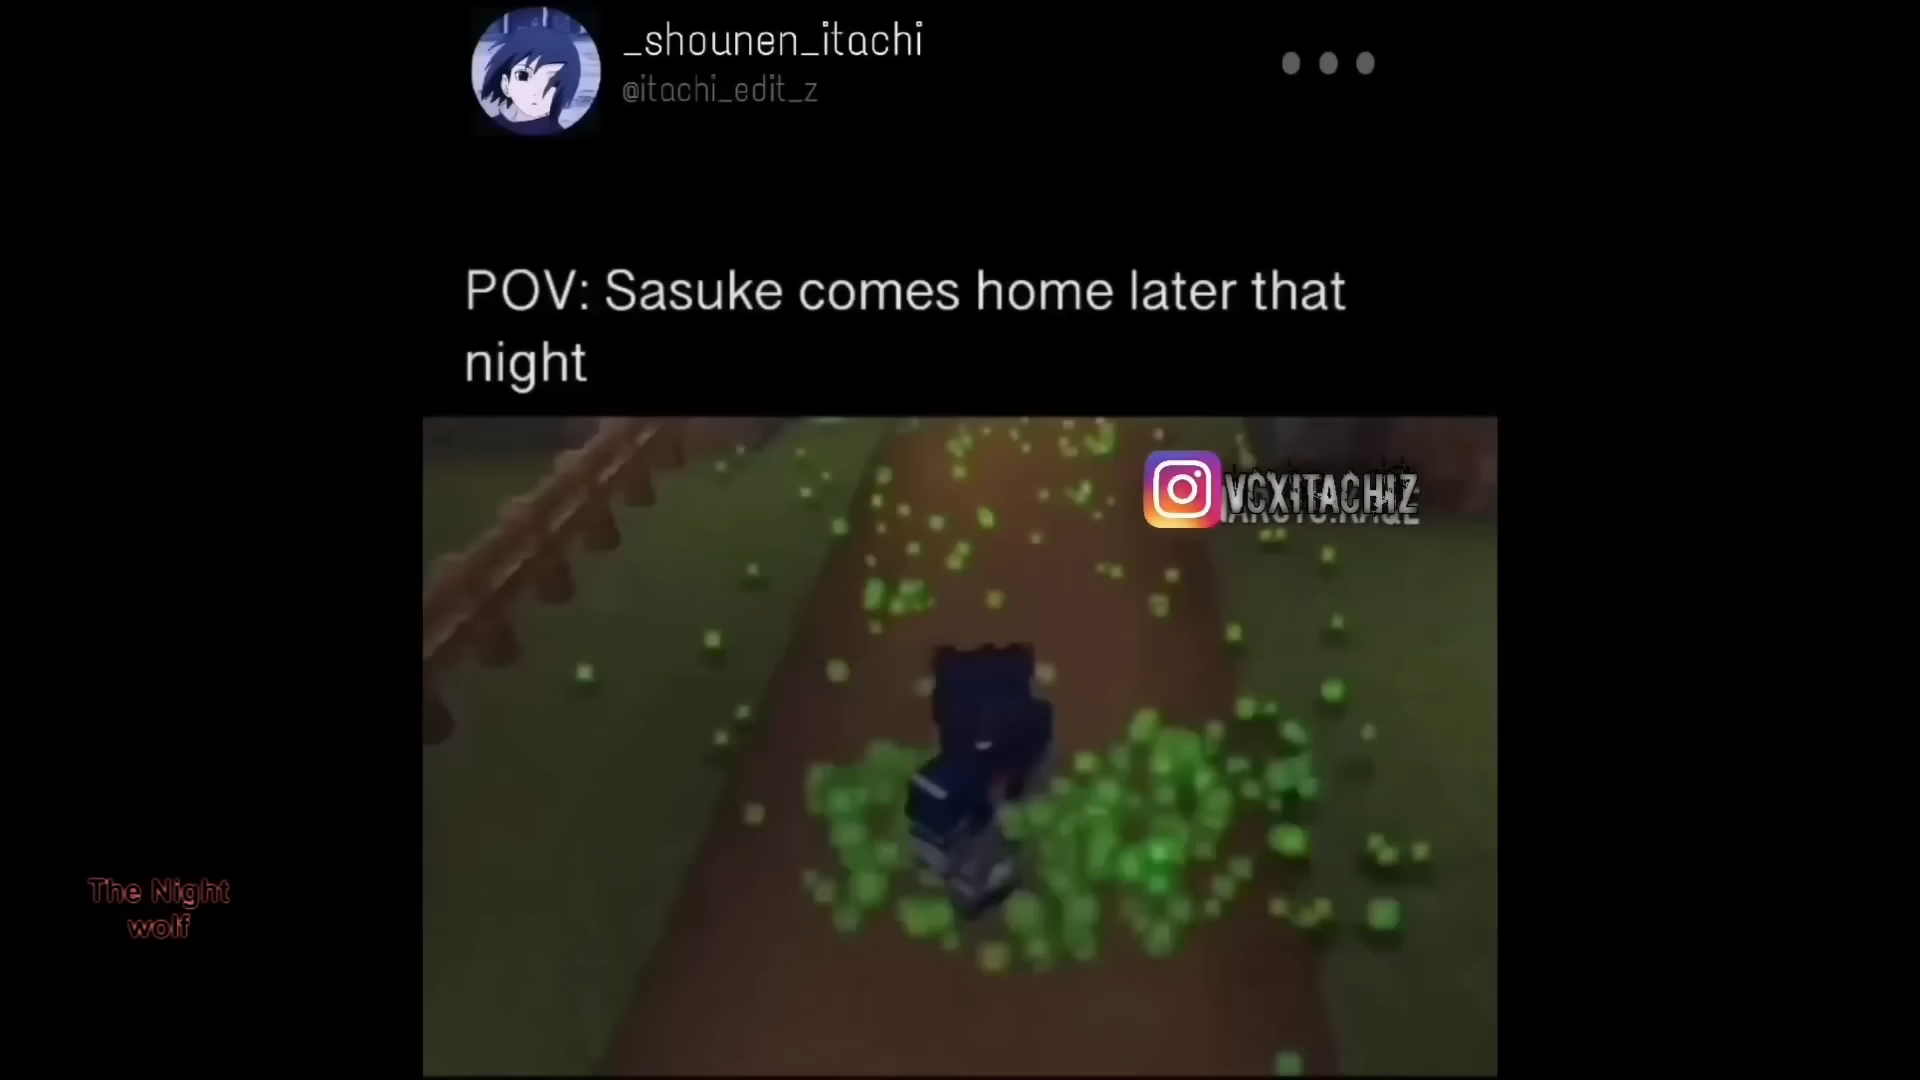 _shounen_itachi
@itachi_edit_z
POV: Sasuke comes home later that
night
VCXITACHIZ
The Night
wolf